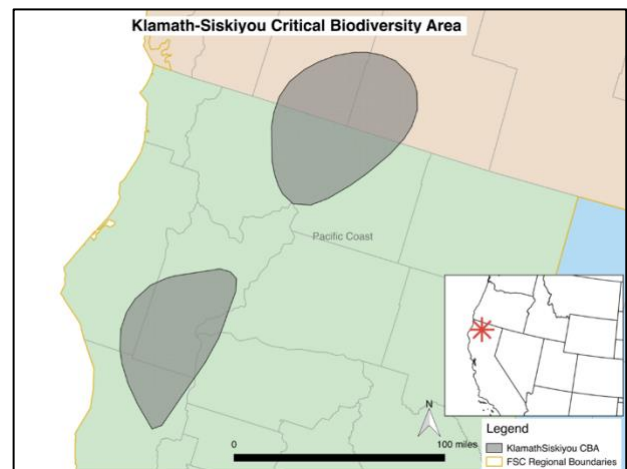 Klamath-Siskiyou Critical Biodiversity Area
Pacific Coast
N
0
100 miles
Legend
KlamathSiskiyou CBA
FSC Regional Boundaries